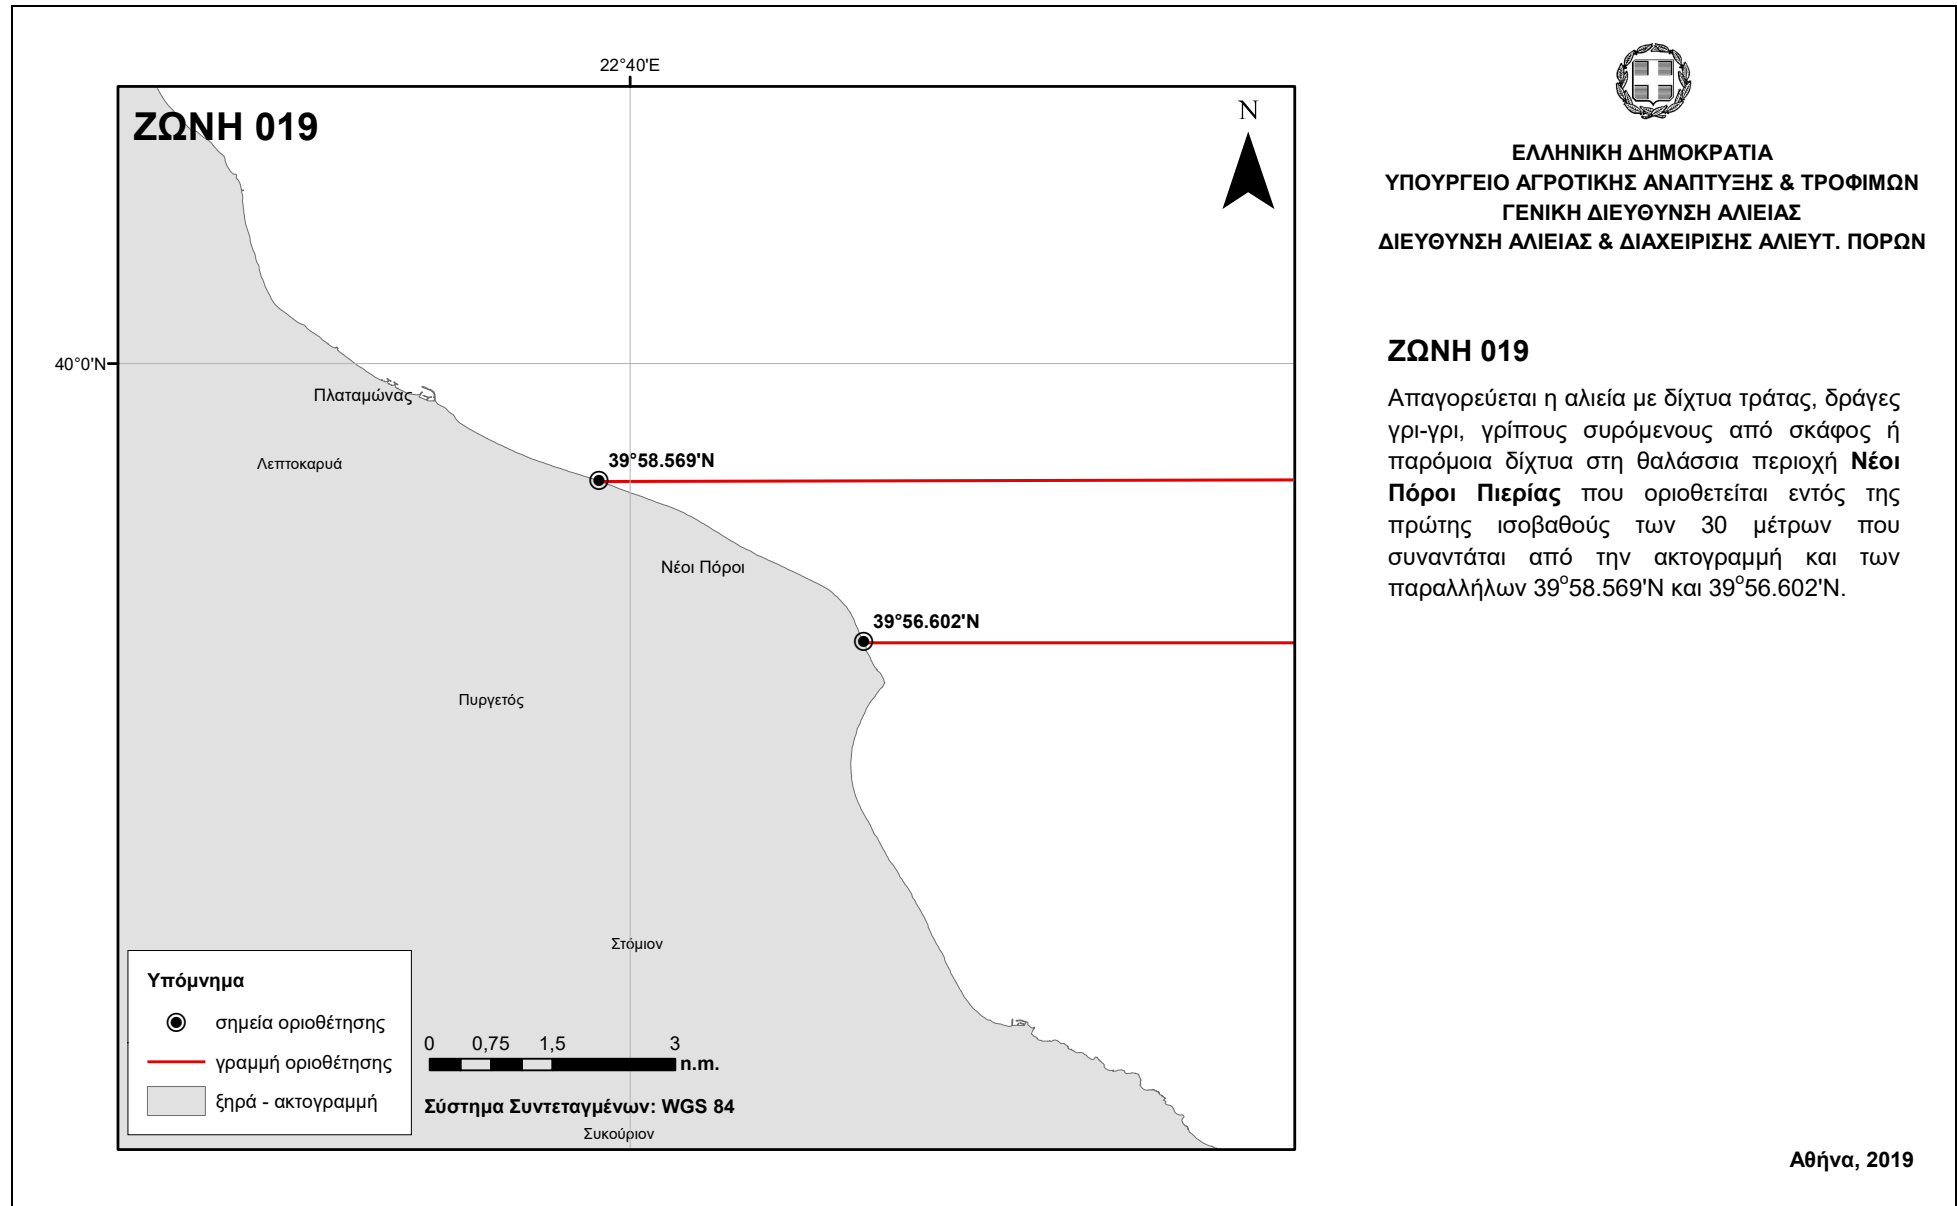 22°40'E
ΖΩΝΗ 019
N
40°0'N
Πλαταμώνας
Λεπτοκαρυά
39°58.569'N
Νέοι Πόροι
39°56.602'N
Πυργετός
Στόμιον
Υπόμνημα
σημεία οριοθέτησης
γραμμή οριοθέτησης
ξηρά - ακτογραμμή
0 0,75 1,5 3
n.m.
Σύστημα Συντεταγμένων: WGS 84
Συκούριον
ΕΛΛΗΝΙΚΗ ΔΗΜΟΚΡΑΤΙΑ
ΥΠΟΥΡΓΕΙΟ ΑΓΡΟΤΙΚΗΣ ΑΝΑΠΤΥΞΗΣ & ΤΡΟΦΙΜΩΝ
ΓΕΝΙΚΗ ΔΙΕΥΘΥΝΣΗ ΑΛΙΕΙΑΣ
ΔΙΕΥΘΥΝΣΗ ΑΛΙΕΙΑΣ & ΔΙΑΧΕΙΡΙΣΗΣ ΑΛΙΕΥΤ. ΠΟΡΩΝ
ΖΩΝΗ 019
Απαγορεύεται η αλιεία με δίχτυα τράτας, δράγες
γρι-γρι, γρίπους συρόμενους από σκάφος ή
παρόμοια δίχτυα στη θαλάσσια περιοχή Νέοι
Πόροι Πιερίας που οριοθετείται εντός της
πρώτης ισοβαθούς των 30 μέτρων που
συναντάται από την ακτογραμμή και των
παραλλήλων 39°58.569'N και 39°56.602'N.
Αθήνα, 2019